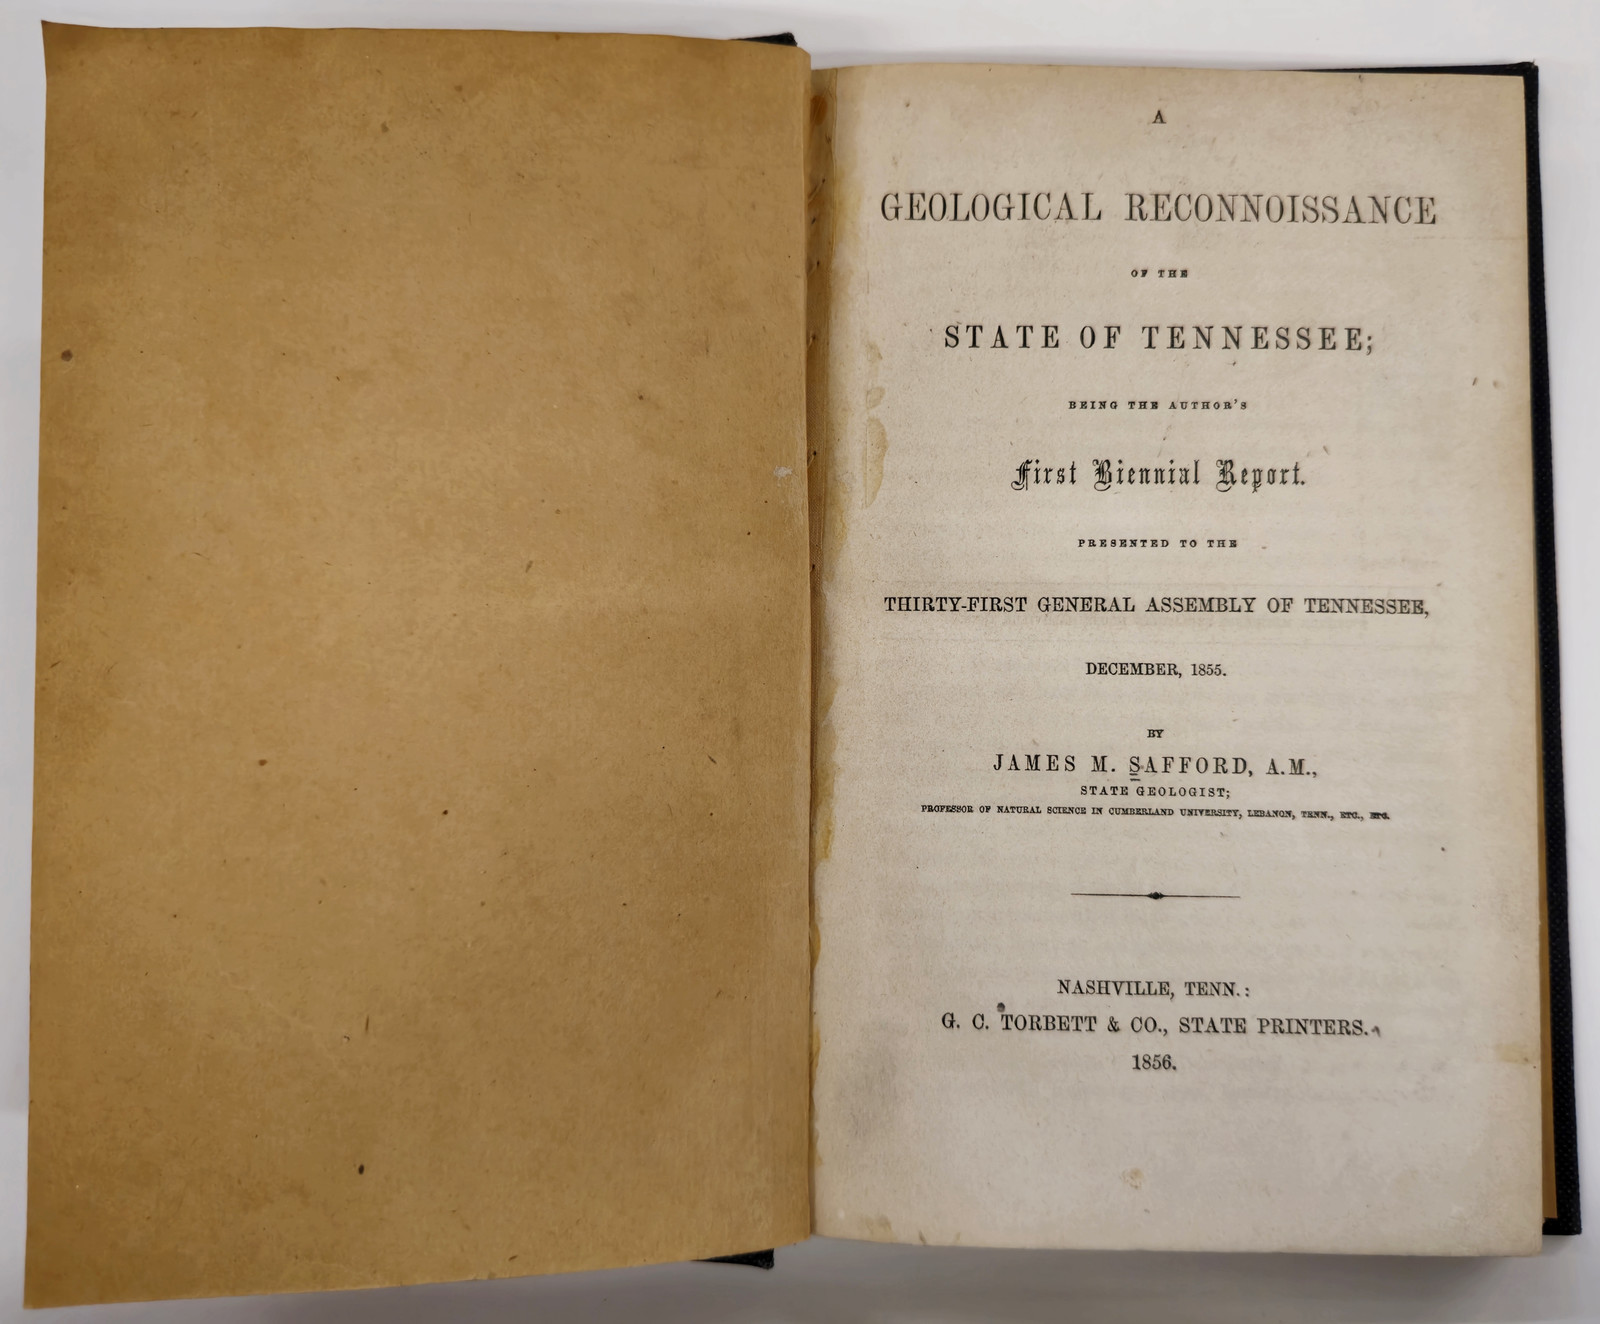 A
GEOLOGICAL RECONNOISSANCE
OF THE
STATE OF TENNESSEE;
BEING THE AUTHOR'S
First Biennial Report.
PRESENTED TO THE
THIRTY-FIRST GENERAL ASSEMBLY OF TENNESSEE,
DECEMBER, 1855.
BY
JAMES M. SAFFORD, A.M.,
STATE GEOLOGIST;
PROFESSOR OF NATURAL SCIENCE IN CUMBERLAND UNIVERSITY, LEBANON, TENN., ETC., ETC.
NASHVILLE, TENN.:
G. C. TORBETT & CO., STATE PRINTERS.
1856.